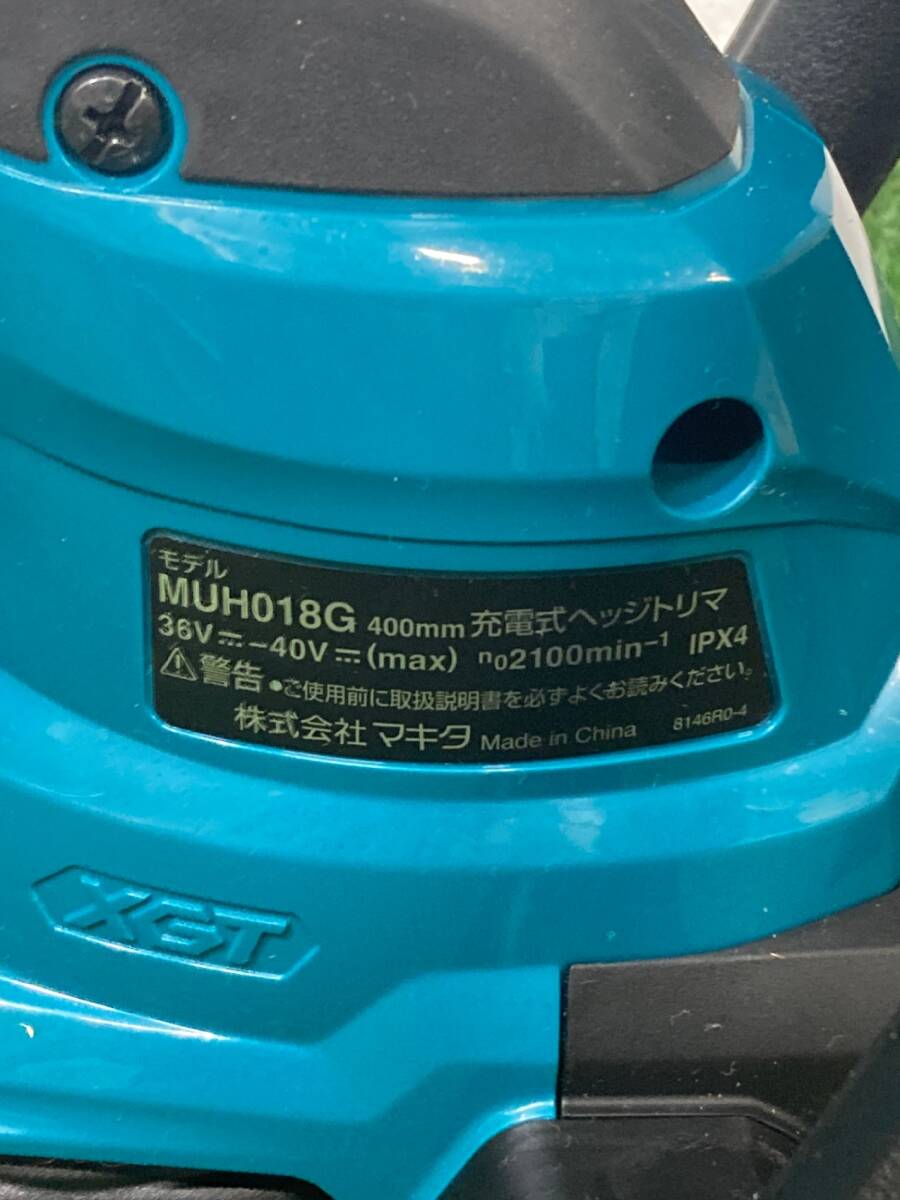 モデル
MUH018G 400mm 充電式ヘッジトリマ
36V⎓–40V⎓(max) n₀2100min⁻¹ IPX4
⚠警告 ●ご使用前に取扱説明書を必ずよくお読みください。
株式会社 マキタ Made in China 8146R0-4
XGT